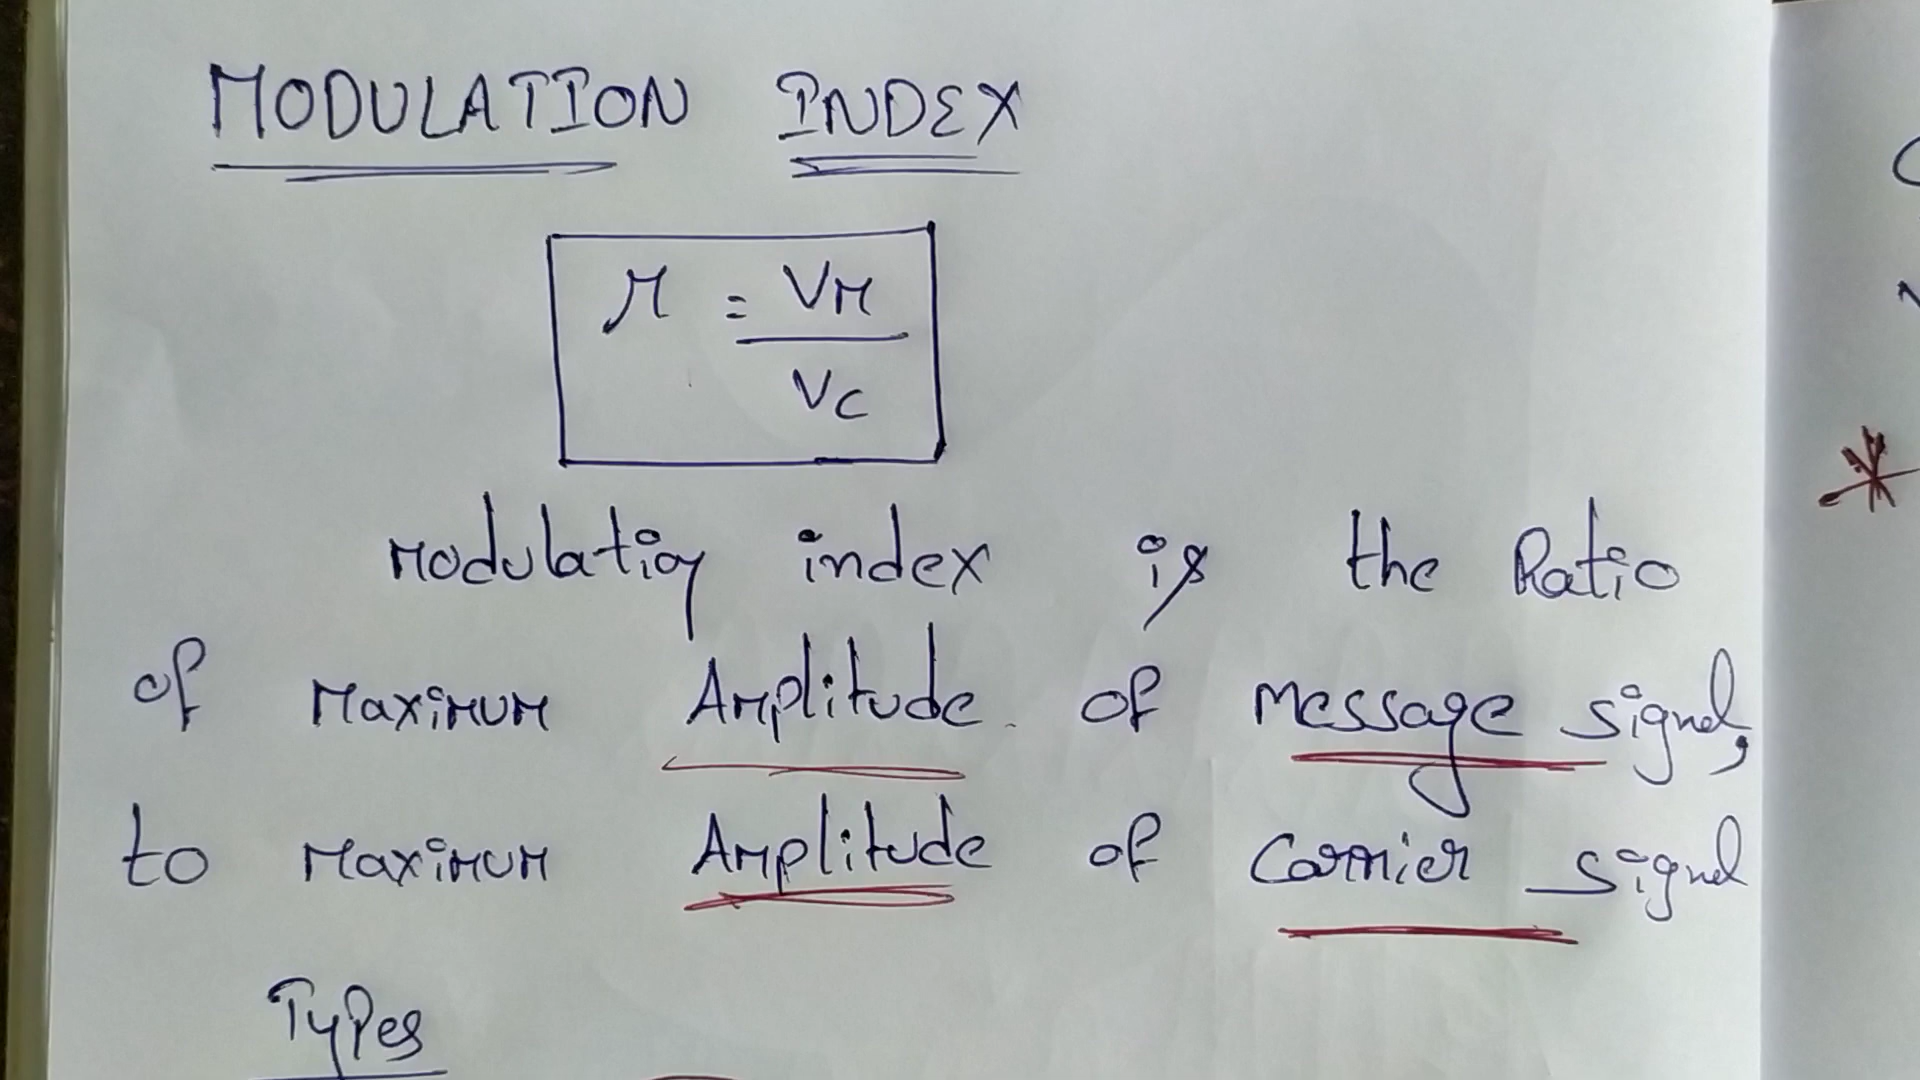 MODULATION INDEX
μ = VM
VC
Modulation index is the Ratio
of Maximum Amplitude of Message signal,
to Maximum Amplitude of Carrier signal
Types